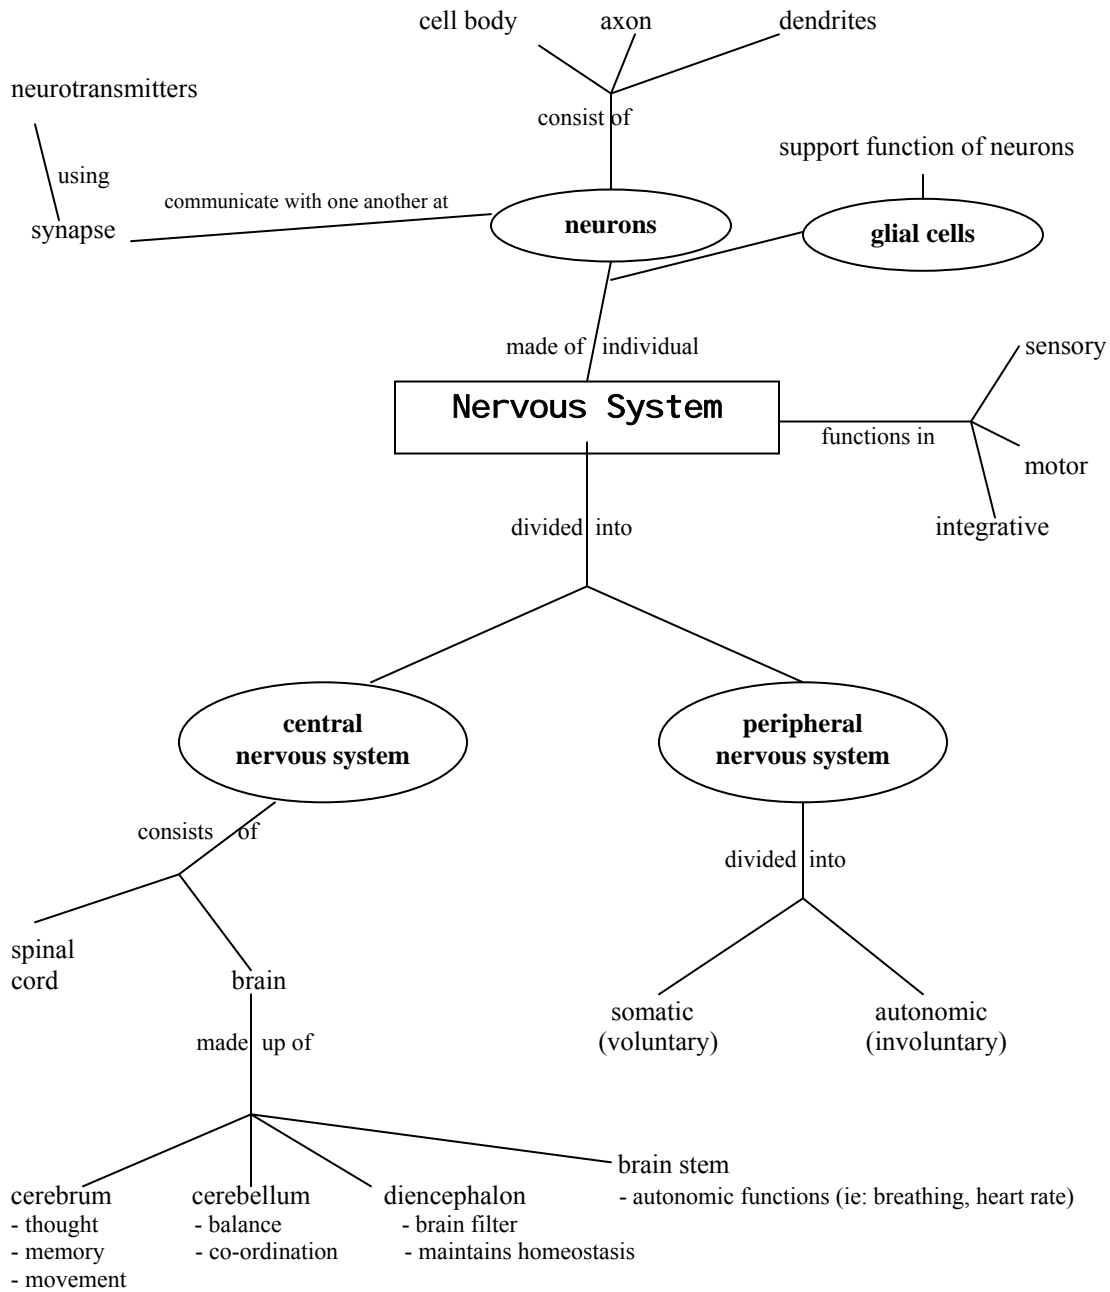 cell body axon dendrites
neurotransmitters
consist of
support function of neurons
using
communicate with one another at
synapse
neurons
glial cells
made of individual
sensory
Nervous System
functions in
motor
integrative
divided into
central
nervous system
peripheral
nervous system
consists of
divided into
spinal
cord
brain
somatic
(voluntary)
autonomic
(involuntary)
made up of
brain stem
- autonomic functions (ie: breathing, heart rate)
cerebrum
- thought
- memory
- movement
cerebellum
- balance
- co-ordination
diencephalon
- brain filter
- maintains homeostasis